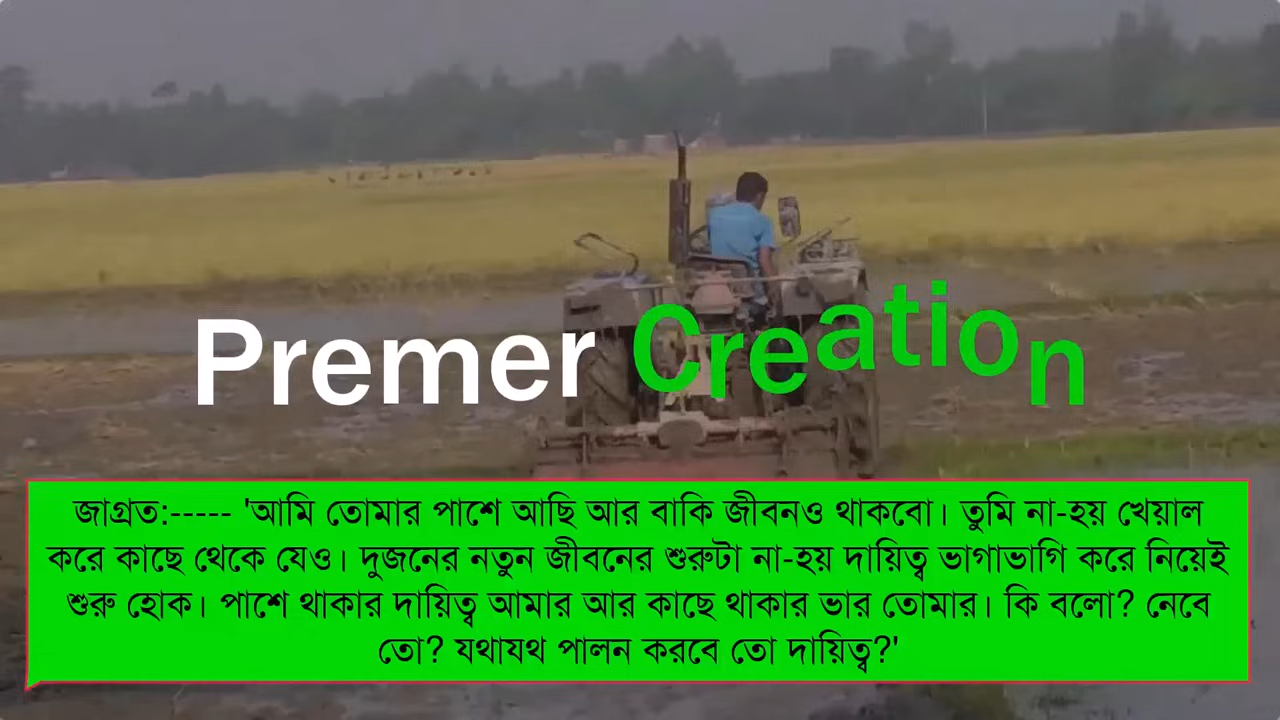 Premer Creation
জাগ্রত:----- 'আমি তোমার পাশে আছি আর বাকি জীবনও থাকবো। তুমি না-হয় খেয়াল
করে কাছে থেকে যেও। দুজনের নতুন জীবনের শুরুটা না-হয় দায়িত্ব ভাগাভাগি করে নিয়েই
শুরু হোক। পাশে থাকার দায়িত্ব আমার আর কাছে থাকার ভার তোমার। কি বলো? নেবে
তো? যথাযথ পালন করবে তো দায়িত্ব?'